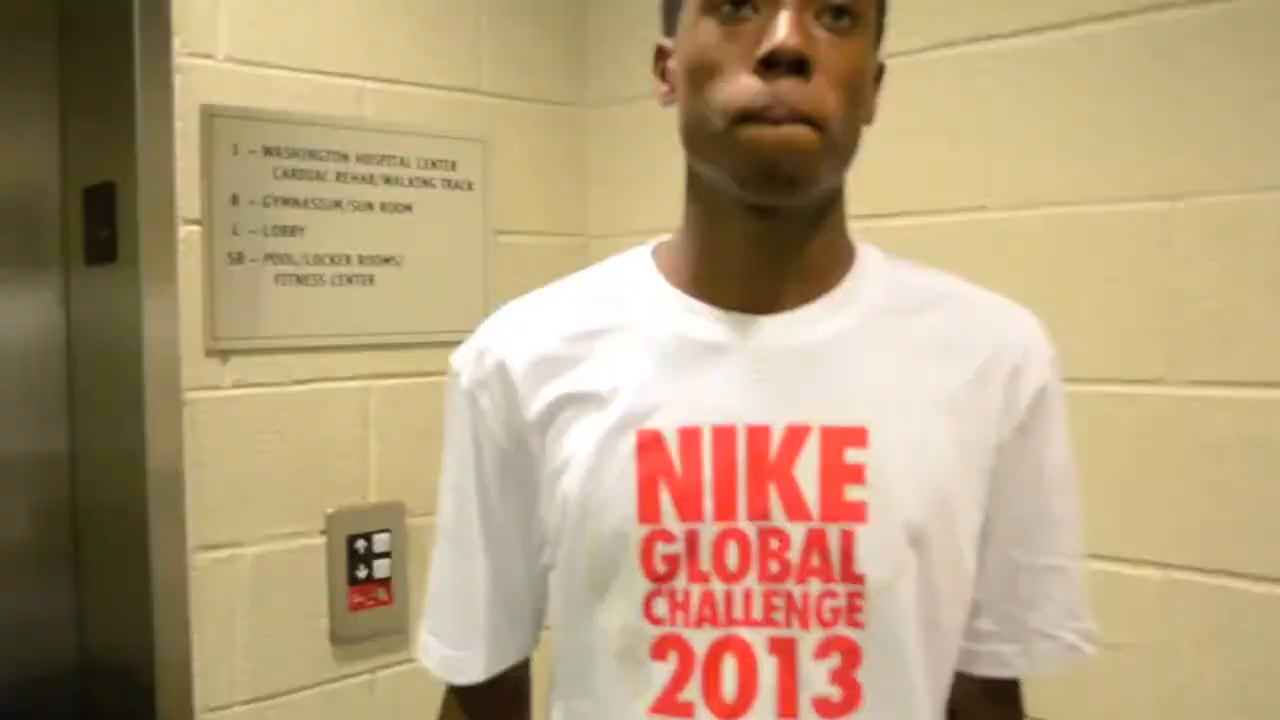 1 - WASHINGTON HOSPITAL CENTER
CARDIAC REHAB/WALKING TRACK
R - GYMNASIUM/SUN ROOM
L - LOBBY
SB - POOL/LOCKER ROOMS/
FITNESS CENTER
NIKE
GLOBAL
CHALLENGE
2013